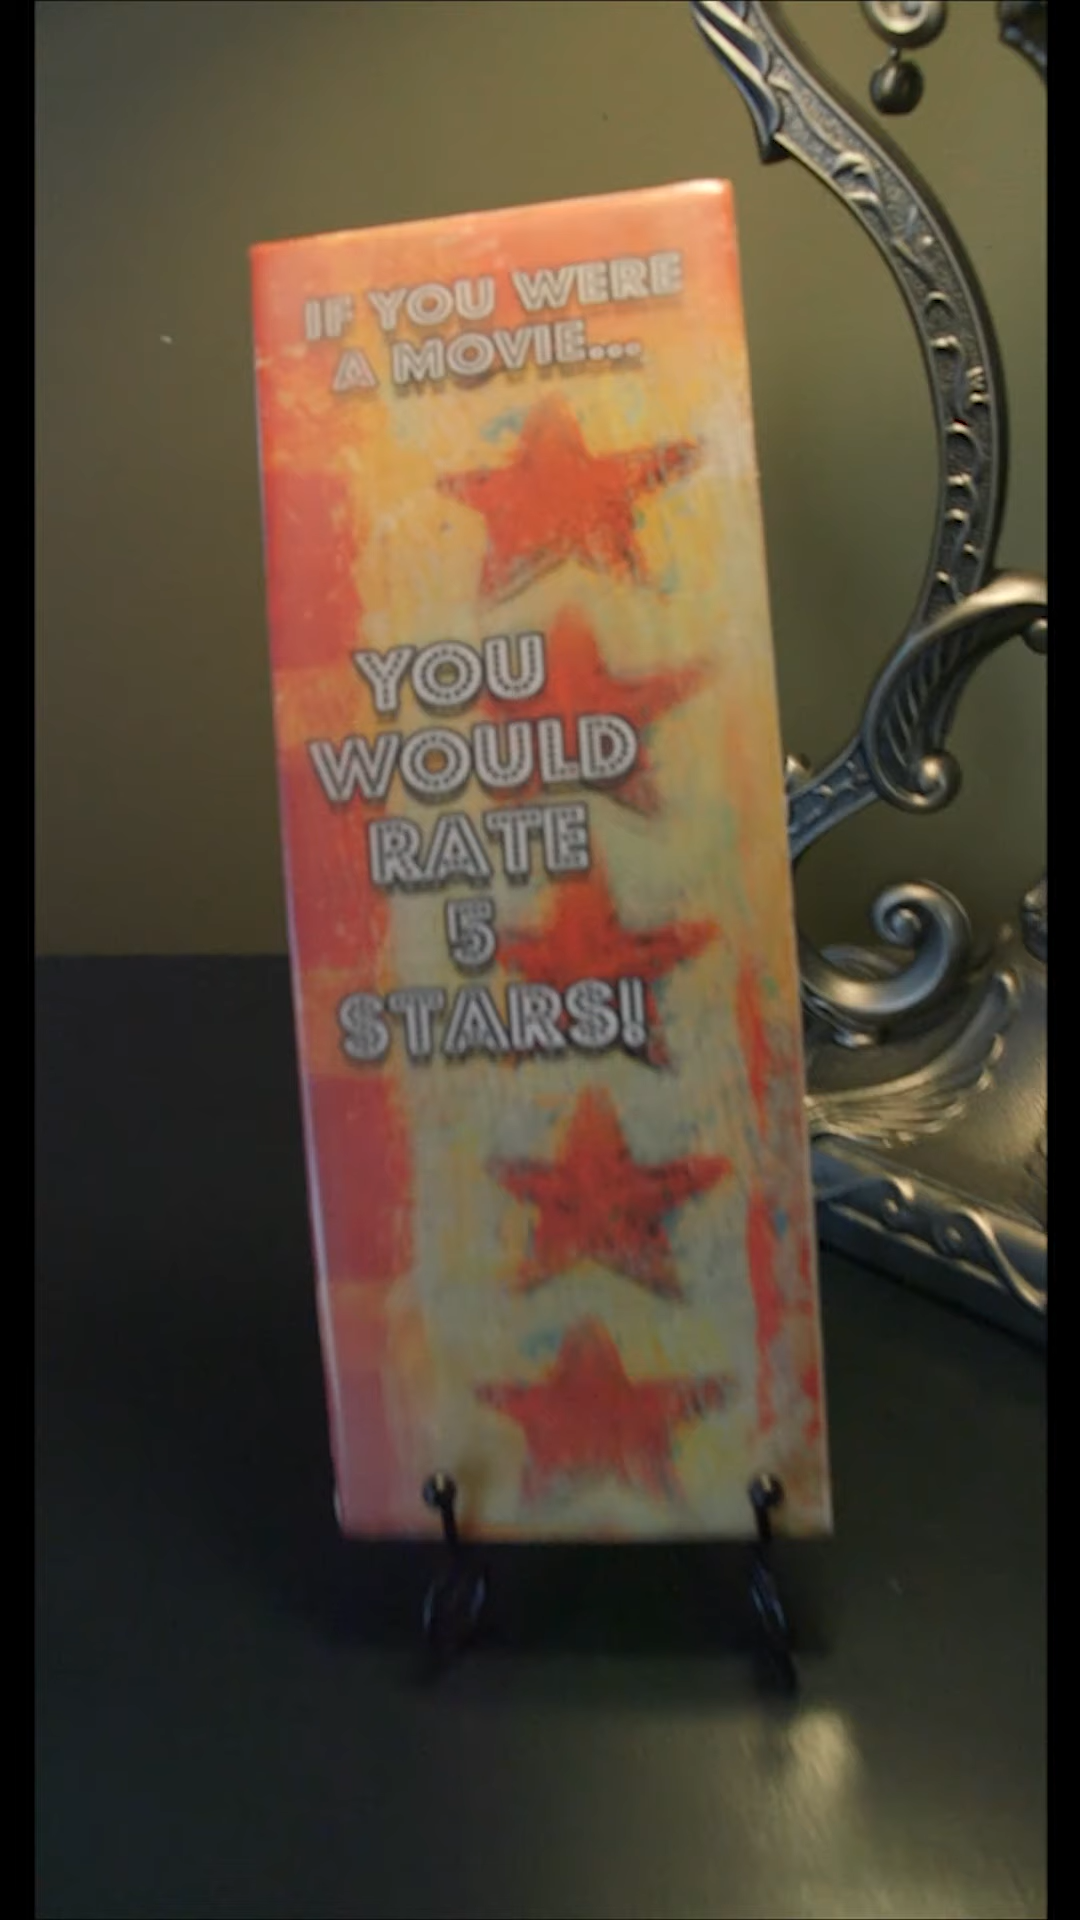 IF YOU WERE
A MOVIE...
YOU
WOULD
RATE
5
STARS!